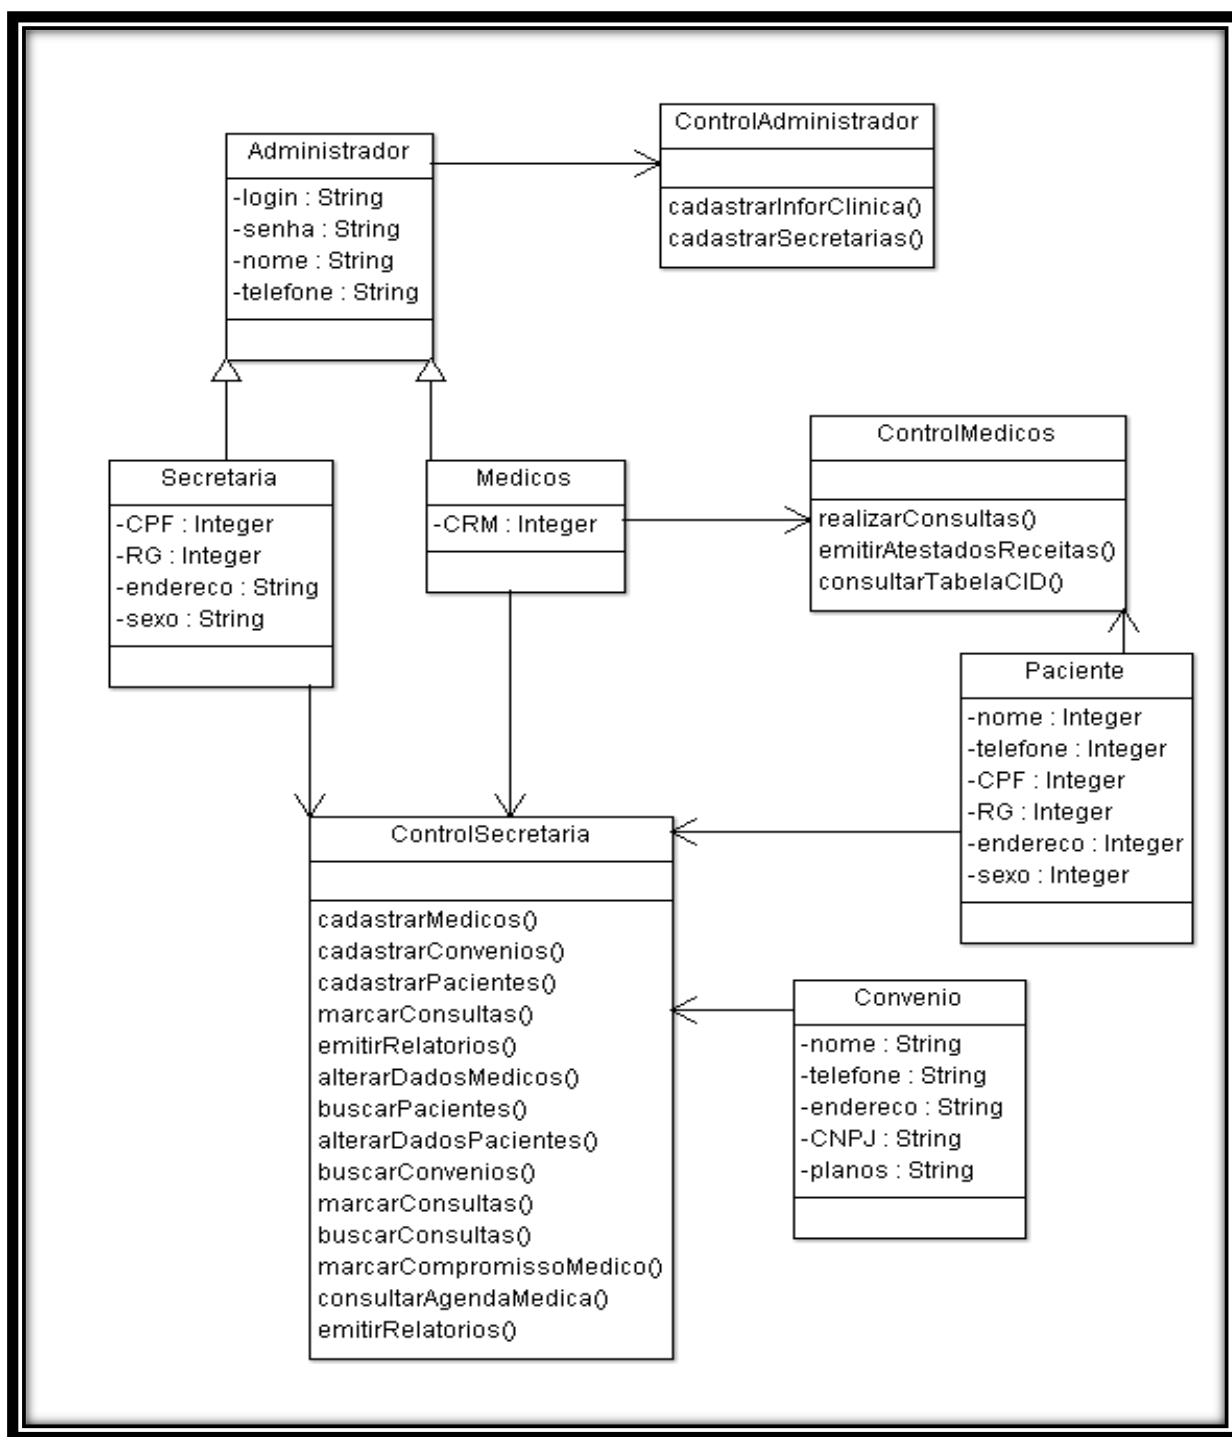 Administrador
-login : String
-senha : String
-nome : String
-telefone : String
ControlAdministrador
cadastrarInforClinica()
cadastrarSecretarias()
Secretaria
-CPF : Integer
-RG : Integer
-endereco : String
-sexo : String
Medicos
-CRM : Integer
ControlMedicos
realizarConsultas()
emitirAtestadosReceitas()
consultarTabelaCID()
Paciente
-nome : Integer
-telefone : Integer
-CPF : Integer
-RG : Integer
-endereco : Integer
-sexo : Integer
ControlSecretaria
cadastrarMedicos()
cadastrarConvenios()
cadastrarPacientes()
marcarConsultas()
emitirRelatorios()
alterarDadosMedicos()
buscarPacientes()
alterarDadosPacientes()
buscarConvenios()
marcarConsultas()
buscarConsultas()
marcarCompromissoMedico()
consultarAgendaMedica()
emitirRelatorios()
Convenio
-nome : String
-telefone : String
-endereco : String
-CNPJ : String
-planos : String